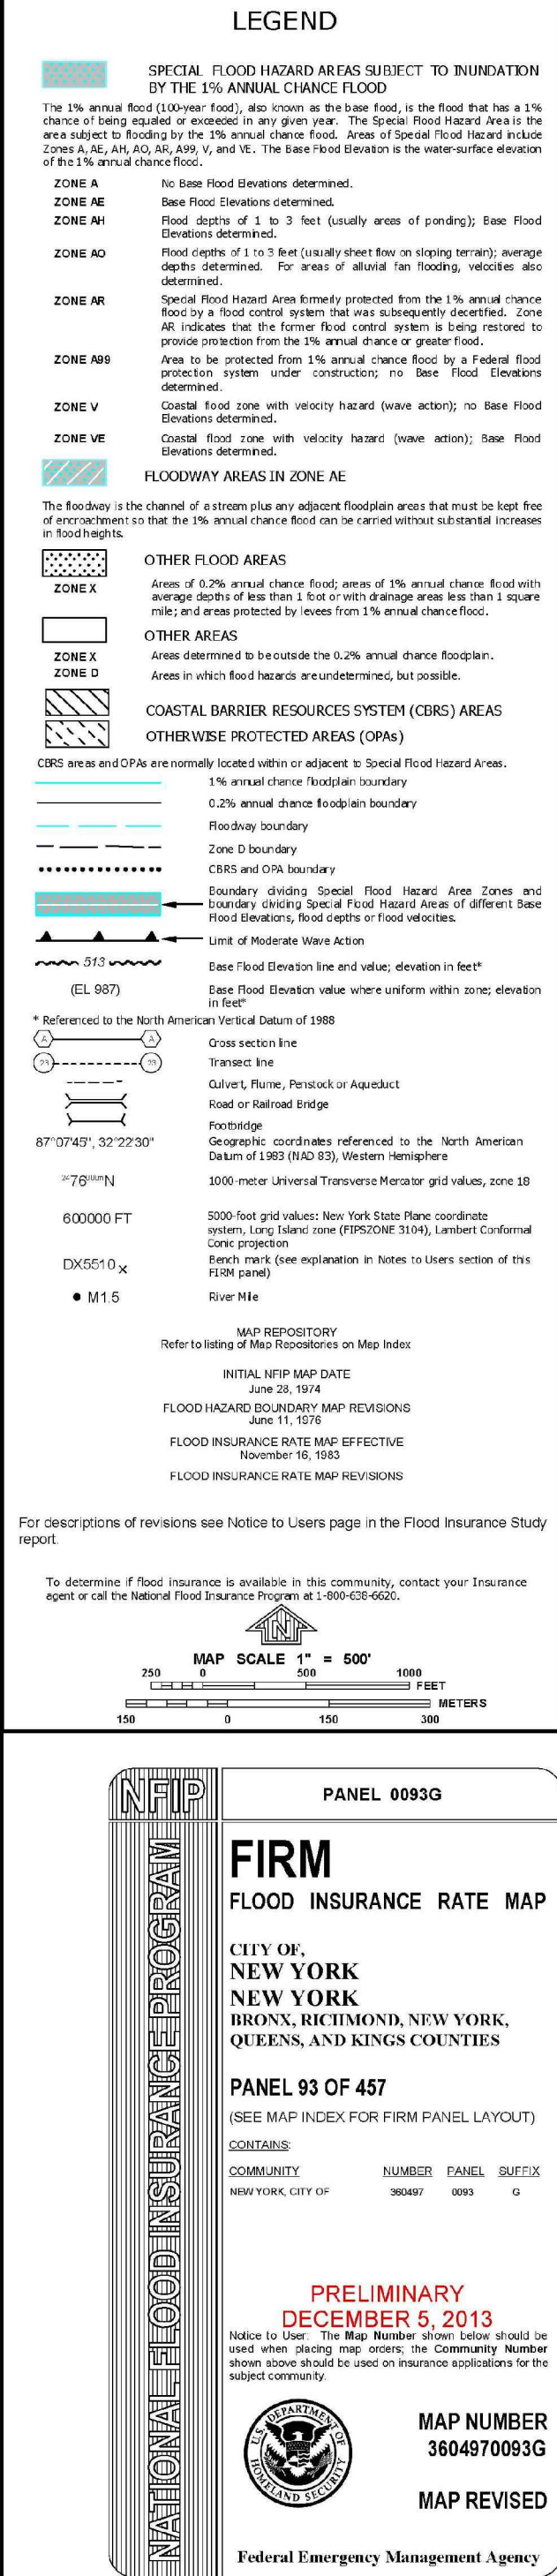 LEGEND
SPECIAL FLOOD HAZARD AREAS SUBJECT TO INUNDATION
BY THE 1% ANNUAL CHANCE FLOOD
The 1% annual flood (100-year flood), also known as the base flood, is the flood that has a 1%
chance of being equaled or exceeded in any given year. The Special Flood Hazard Area is the
area subject to flooding by the 1% annual chance flood. Areas of Special Flood Hazard include
Zones A, AE, AH, AO, AR, A99, V, and VE. The Base Flood Elevation is the water-surface elevation
of the 1% annual chance flood.
ZONE A No Base Flood Elevations determined.
ZONE AE Base Flood Elevations determined.
ZONE AH Flood depths of 1 to 3 feet (usually areas of ponding); Base Flood
Elevations determined.
ZONE AO Flood depths of 1 to 3 feet (usually sheet flow on sloping terrain); average
depths determined. For areas of alluvial fan flooding, velocities also
determined.
ZONE AR Special Flood Hazard Area formerly protected from the 1% annual chance
flood by a flood control system that was subsequently decertified. Zone
AR indicates that the former flood control system is being restored to
provide protection from the 1% annual chance or greater flood.
ZONE A99 Area to be protected from 1% annual chance flood by a Federal flood
protection system under construction; no Base Flood Elevations
determined.
ZONE V Coastal flood zone with velocity hazard (wave action); no Base Flood
Elevations determined.
ZONE VE Coastal flood zone with velocity hazard (wave action); Base Flood
Elevations determined.
FLOODWAY AREAS IN ZONE AE
The floodway is the channel of a stream plus any adjacent floodplain areas that must be kept free
of encroachment so that the 1% annual chance flood can be carried without substantial increases
in flood heights.
OTHER FLOOD AREAS
ZONE X Areas of 0.2% annual chance flood; areas of 1% annual chance flood with
average depths of less than 1 foot or with drainage areas less than 1 square
mile; and areas protected by levees from 1% annual chance flood.
OTHER AREAS
ZONE X Areas determined to be outside the 0.2% annual chance floodplain.
ZONE D Areas in which flood hazards are undetermined, but possible.
COASTAL BARRIER RESOURCES SYSTEM (CBRS) AREAS
OTHERWISE PROTECTED AREAS (OPAs)
CBRS areas and OPAs are normally located within or adjacent to Special Flood Hazard Areas.
1% annual chance floodplain boundary
0.2% annual chance floodplain boundary
Floodway boundary
Zone D boundary
CBRS and OPA boundary
Boundary dividing Special Flood Hazard Area Zones and
boundary dividing Special Flood Hazard Areas of different Base
Flood Elevations, flood depths or flood velocities.
Limit of Moderate Wave Action
513 Base Flood Elevation line and value; elevation in feet*
(EL 987) Base Flood Elevation value where uniform within zone; elevation
in feet*
* Referenced to the North American Vertical Datum of 1988
A A Cross section line
23 23 Transect line
Culvert, Flume, Penstock or Aqueduct
Road or Railroad Bridge
Footbridge
87°07'45", 32°22'30" Geographic coordinates referenced to the North American
Datum of 1983 (NAD 83), Western Hemisphere
2476000mN 1000-meter Universal Transverse Mercator grid values, zone 18
600000 FT 5000-foot grid values: New York State Plane coordinate
system, Long Island zone (FIPSZONE 3104), Lambert Conformal
Conic projection
DX5510 x Bench mark (see explanation in Notes to Users section of this
FIRM panel)
● M1.5 River Mile
MAP REPOSITORY
Refer to listing of Map Repositories on Map Index
INITIAL NFIP MAP DATE
June 28, 1974
FLOOD HAZARD BOUNDARY MAP REVISIONS
June 11, 1976
FLOOD INSURANCE RATE MAP EFFECTIVE
November 16, 1983
FLOOD INSURANCE RATE MAP REVISIONS
For descriptions of revisions see Notice to Users page in the Flood Insurance Study
report.
To determine if flood insurance is available in this community, contact your Insurance
agent or call the National Flood Insurance Program at 1-800-638-6620.
N
MAP SCALE 1" = 500'
250 0 500 1000
FEET
METERS
150 0 150 300
NFIP
PANEL 0093G
NATIONAL FLOOD INSURANCE PROGRAM
FIRM
FLOOD INSURANCE RATE MAP
CITY OF,
NEW YORK
NEW YORK
BRONX, RICHMOND, NEW YORK,
QUEENS, AND KINGS COUNTIES
PANEL 93 OF 457
(SEE MAP INDEX FOR FIRM PANEL LAYOUT)
CONTAINS:
COMMUNITY NUMBER PANEL SUFFIX
NEW YORK, CITY OF 360497 0093 G
PRELIMINARY
DECEMBER 5, 2013
Notice to User: The Map Number shown below should be
used when placing map orders; the Community Number
shown above should be used on insurance applications for the
subject community.
U.S. DEPARTMENT OF HOMELAND SECURITY
MAP NUMBER
3604970093G
MAP REVISED
Federal Emergency Management Agency